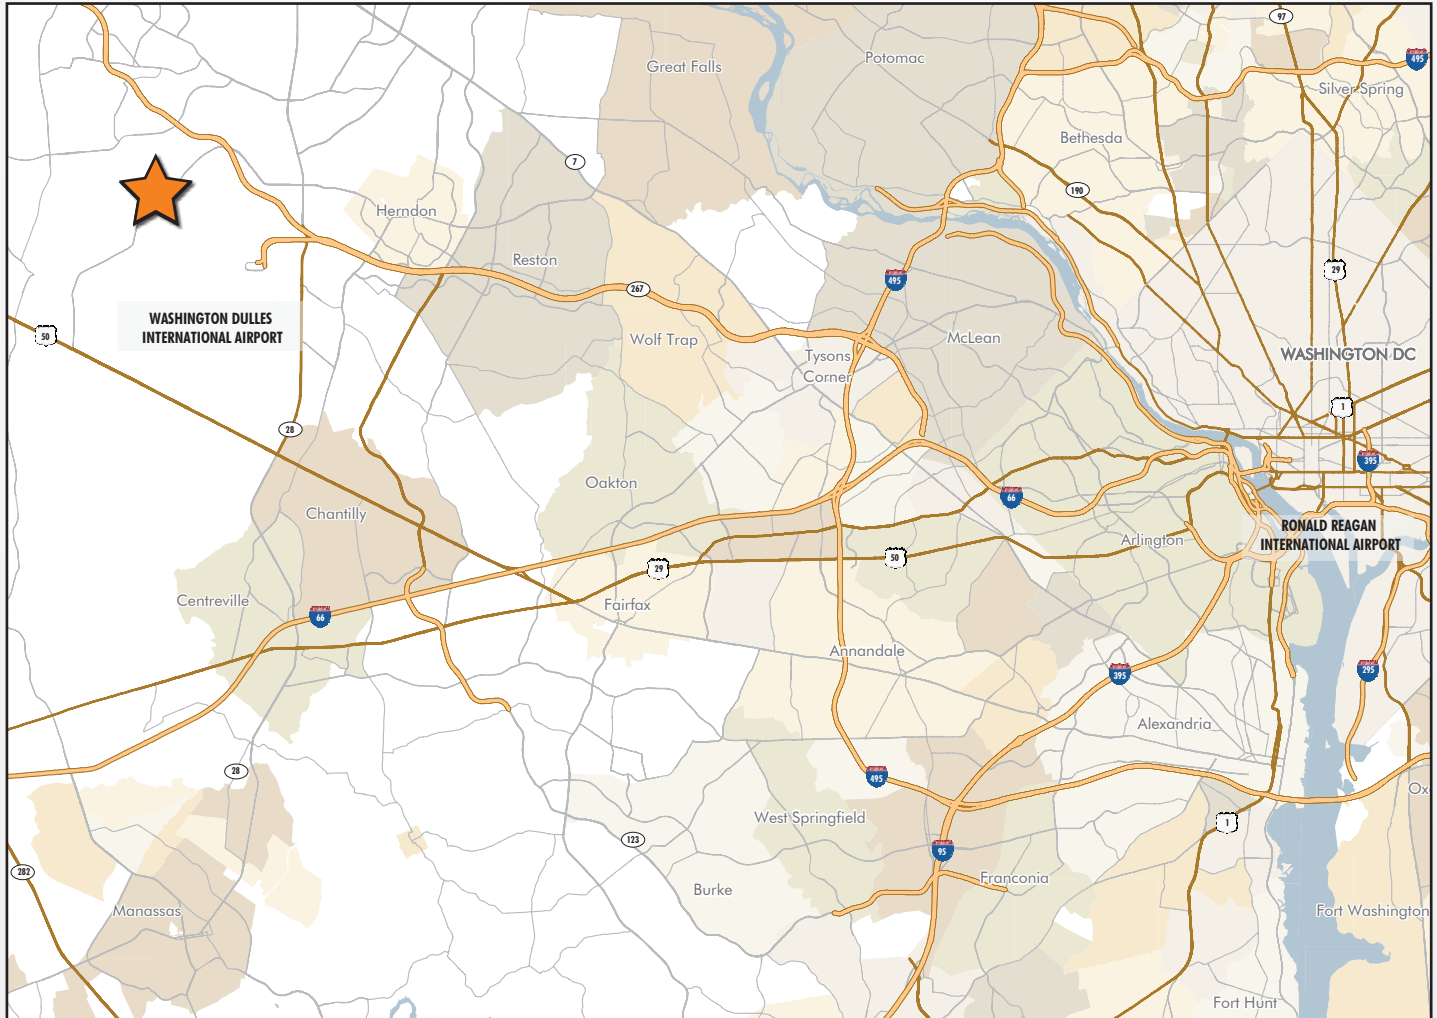 97
495
Potomac
Great Falls
Silver Spring
Bethesda
7
190
Herndon
Reston
29
495
267
WASHINGTON DULLES
INTERNATIONAL AIRPORT
50
Wolf Trap
McLean
Tysons
Corner
WASHINGTON DC
1
28
395
Oakton
66
Chantilly
RONALD REAGAN
INTERNATIONAL AIRPORT
Arlington
50
29
Centreville
Fairfax
66
Annandale
395
295
Alexandria
28
495
Ox
West Springfield
1
123
95
282
Franconia
Burke
Manassas
Fort Washington
Fort Hunt